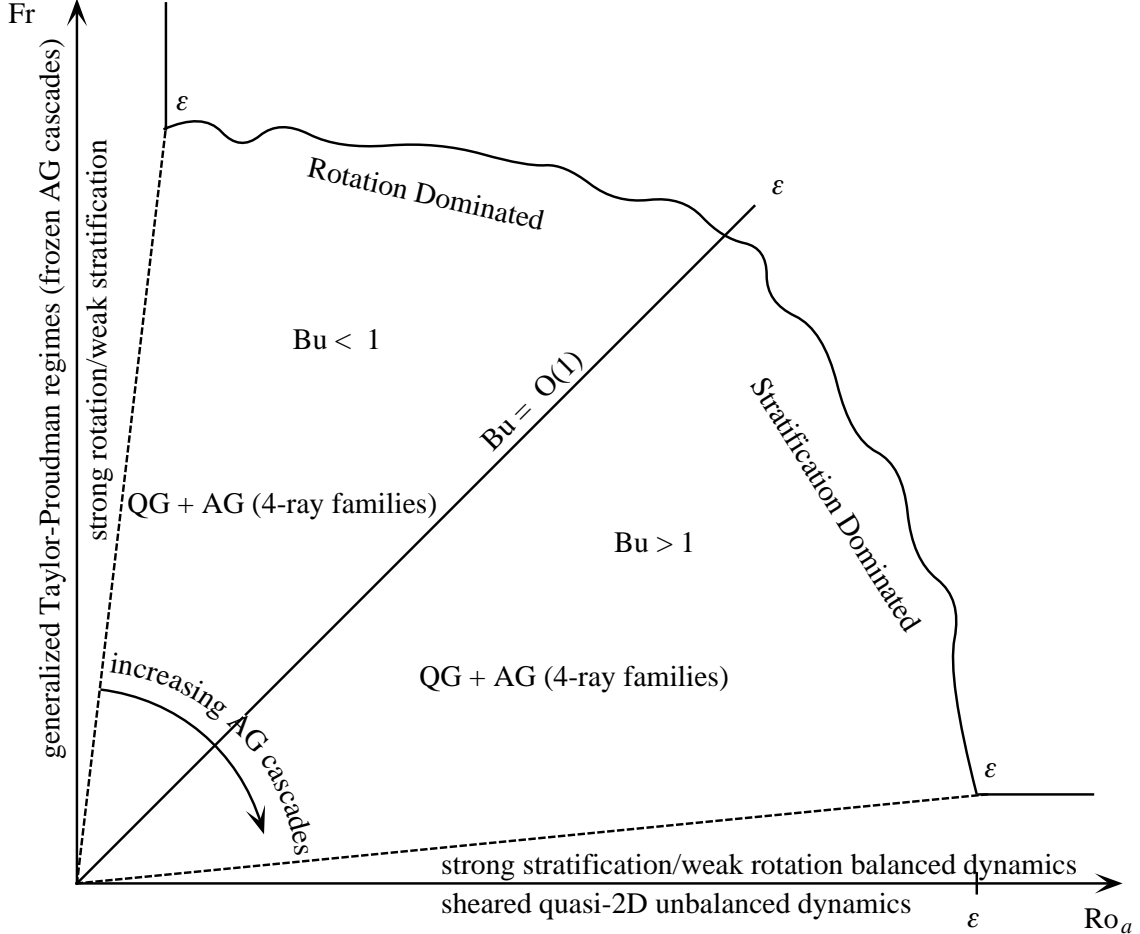 Fr
generalized Taylor-Proudman regimes (frozen AG cascades)
strong rotation/weak stratification
ε
Rotation Dominated
ε
Bu < 1
Bu = O(1)
Stratification Dominated
QG + AG (4-ray families)
Bu > 1
increasing AG cascades
QG + AG (4-ray families)
ε
strong stratification/weak rotation balanced dynamics
sheared quasi-2D unbalanced dynamics
ε
Ro a